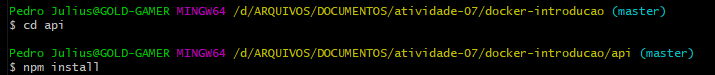 Pedro Julius@GOLD-GAMER MINGW64 /d/ARQUIVOS/DOCUMENTOS/atividade-07/docker-introducao (master)
$ cd api
Pedro Julius@GOLD-GAMER MINGW64 /d/ARQUIVOS/DOCUMENTOS/atividade-07/docker-introducao/api (master)
$ npm install